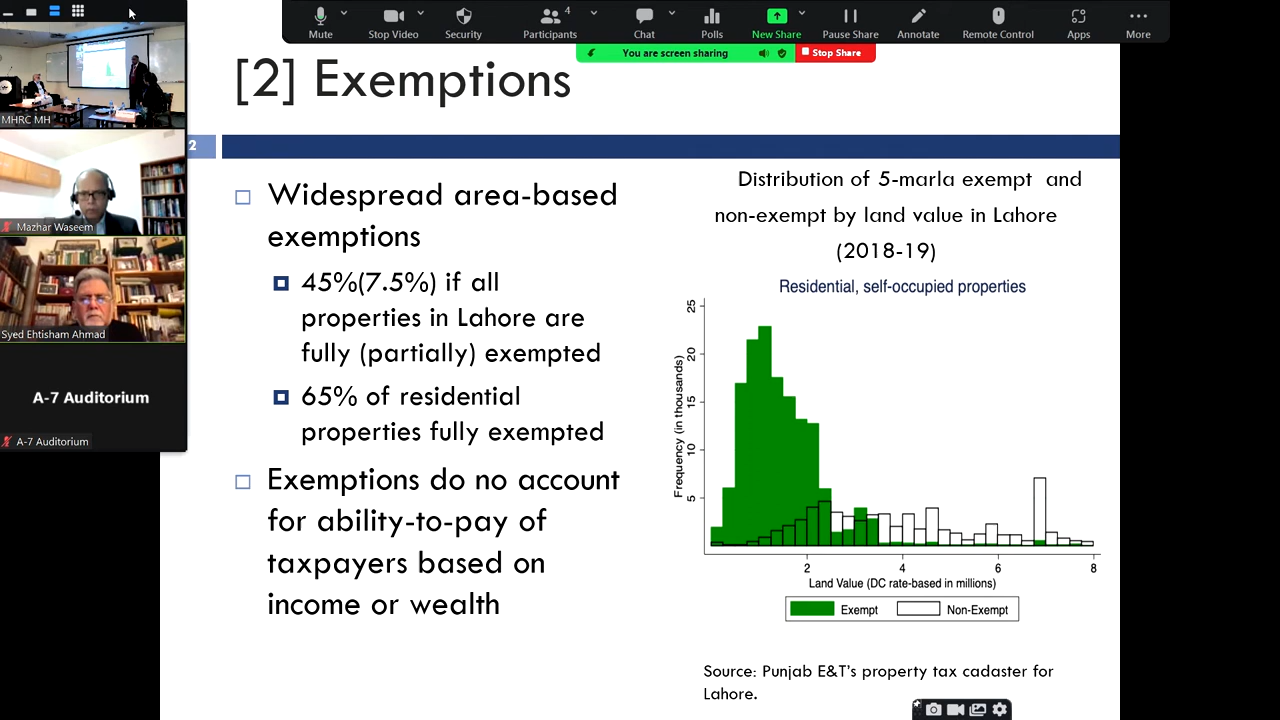 Mute
Stop Video
Security
Participants
4
Chat
Polls
New Share
Pause Share
Annotate
Remote Control
Apps
More
You are screen sharing
Stop Share
MHRC MH
Mazhar Waseem
Syed Ehtisham Ahmad
A-7 Auditorium
A-7 Auditorium
[2] Exemptions
2
Widespread area-based
exemptions
45%(7.5%) if all
properties in Lahore are
fully (partially) exempted
65% of residential
properties fully exempted
Exemptions do no account
for ability-to-pay of
taxpayers based on
income or wealth
Distribution of 5-marla exempt and
non-exempt by land value in Lahore
(2018-19)
Residential, self-occupied properties
Frequency (in thousands)
25
20
15
10
5
2 4 6 8
Land Value (DC rate-based in millions)
Exempt Non-Exempt
Source: Punjab E&T's property tax cadaster for
Lahore.